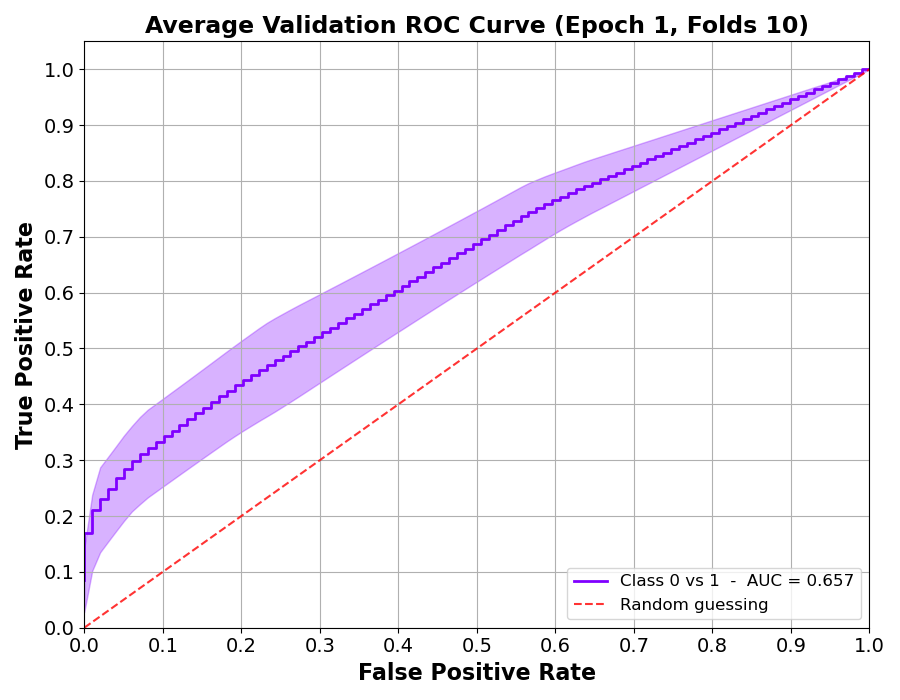 Average Validation ROC Curve (Epoch 1, Folds 10)
True Positive Rate
1.0
0.9
0.8
0.7
0.6
0.5
0.4
0.3
0.2
0.1
0.0
Class 0 vs 1 - AUC = 0.657
Random guessing
0.0 0.1 0.2 0.3 0.4 0.5 0.6 0.7 0.8 0.9 1.0
False Positive Rate